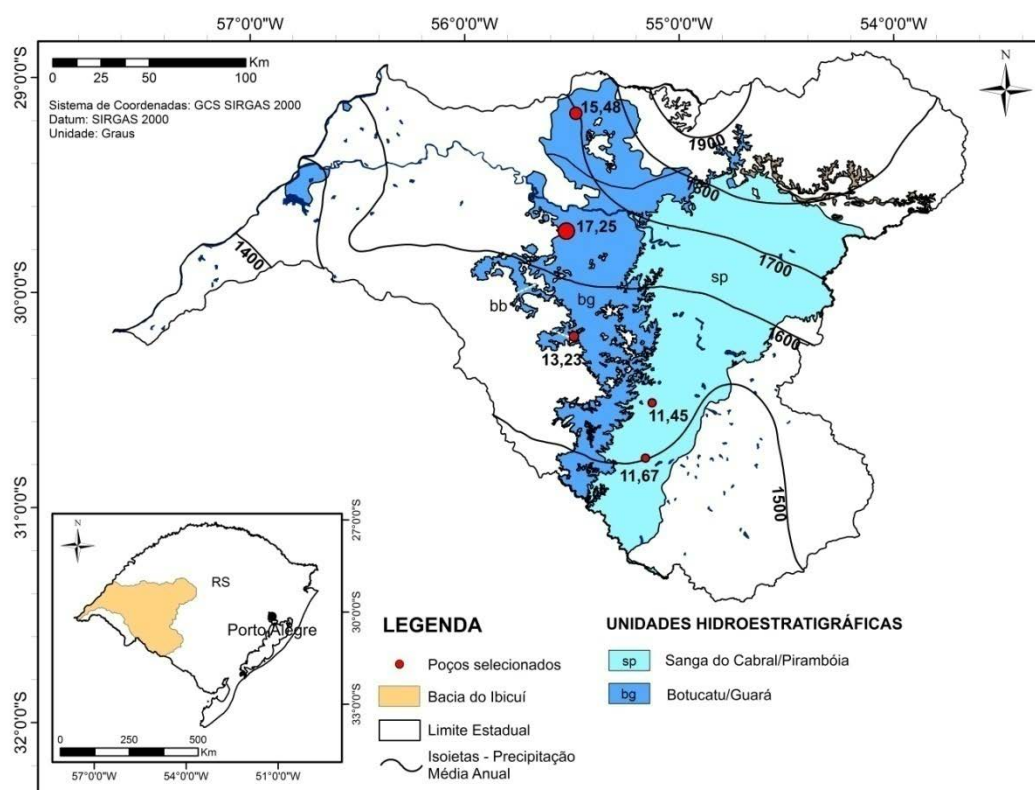 57°0'0"W
56°0'0"W
55°0'0"W
54°0'0"W
Km
0 25 50 100
Sistema de Coordenadas: GCS SIRGAS 2000
Datum: SIRGAS 2000
Unidade: Graus
N
29°0'0"S
30°0'0"S
31°0'0"S
32°0'0"S
15,48
1900
1800
17,25
1400
1700
sp
bb
bg
1600
13,23
11,45
11,67
1500
N
RS
Porto Alegre
27°0'0"S
30°0'0"S
33°0'0"S
0 250 500
Km
57°0'0"W
54°0'0"W
51°0'0"W
LEGENDA
Poços selecionados
Bacia do Ibicuí
Limite Estadual
Isoietas - Precipitação
Média Anual
UNIDADES HIDROESTRATIGRÁFICAS
sp Sanga do Cabral/Pirambóia
bg Botucatu/Guará